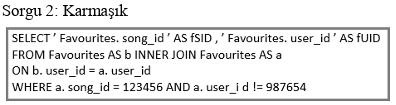 Sorgu 2: Karmaşık
SELECT ’ Favourites. song_id ’ AS fSID , ’ Favourites. user_id ’ AS fUID
FROM Favourites AS b INNER JOIN Favourites AS a
ON b. user_id = a. user_id
WHERE a. song_id = 123456 AND a. user_i d != 987654